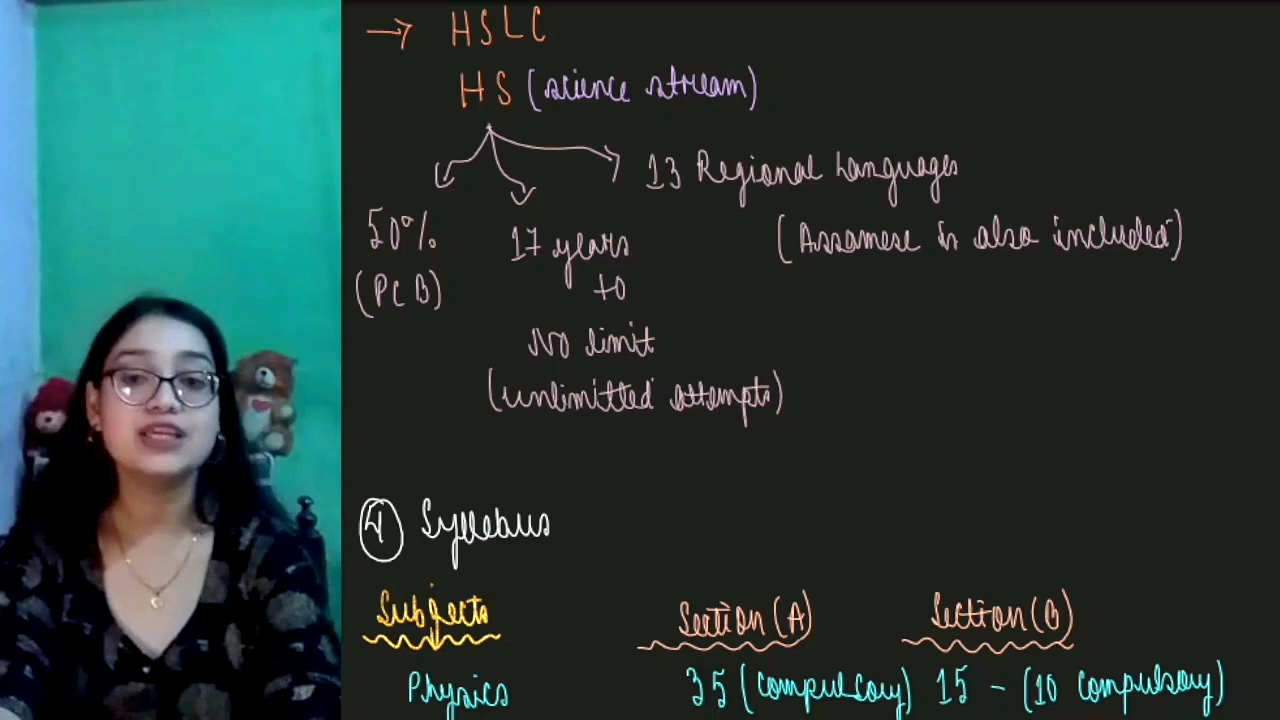 → HSLC
HS (science stream)
13 Regional Languages
(Assamese is also included)
50%
(PCB)
17 years
to
No limit
(unlimitted attempts)
4 Syllebus
Subjects Section (A) Section (B)
Physics 35 (compulsory) 15 - (10 compulsory)